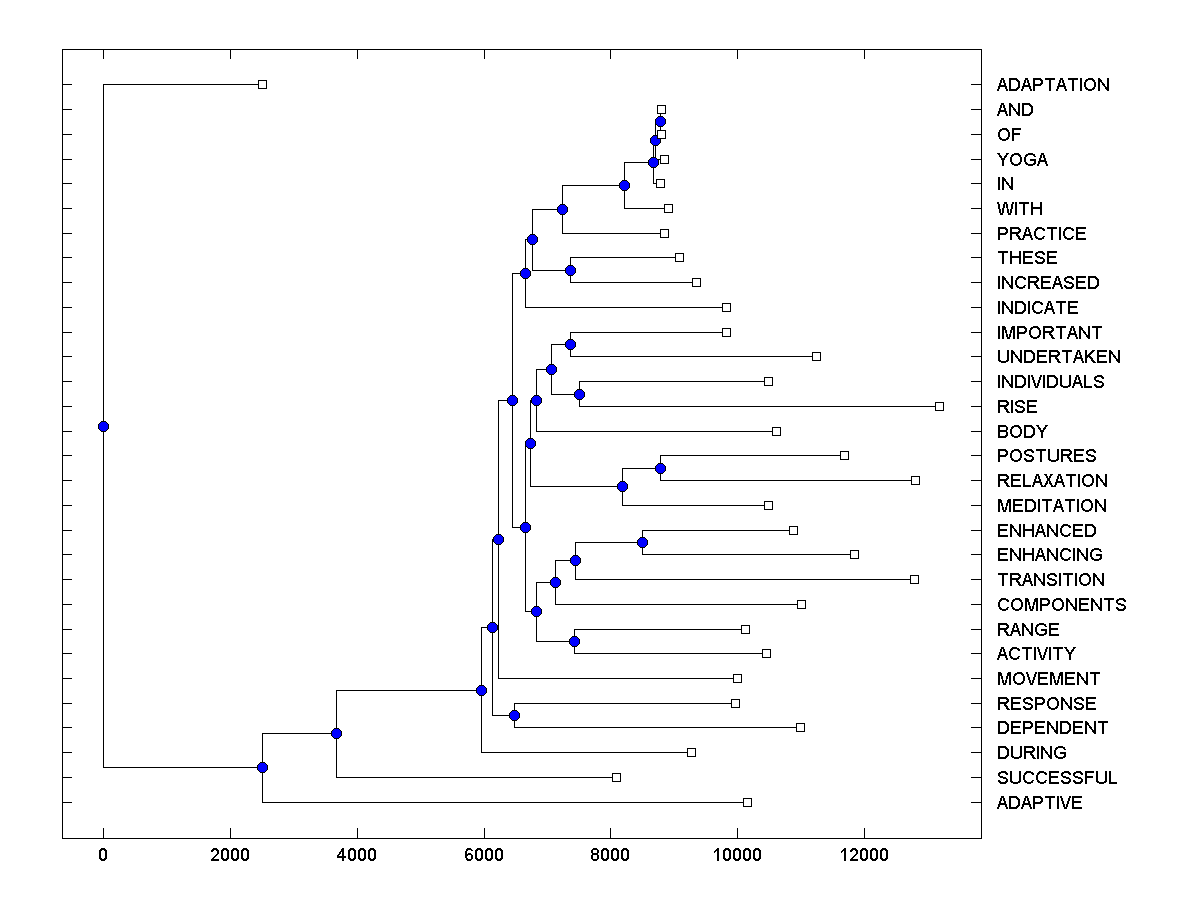 ADAPTATION
AND
OF
YOGA
IN
WITH
PRACTICE
THESE
INCREASED
INDICATE
IMPORTANT
UNDERTAKEN
INDIVIDUALS
RISE
BODY
POSTURES
RELAXATION
MEDITATION
ENHANCED
ENHANCING
TRANSITION
COMPONENTS
RANGE
ACTIVITY
MOVEMENT
RESPONSE
DEPENDENT
DURING
SUCCESSFUL
ADAPTIVE
0 2000 4000 6000 8000 10000 12000